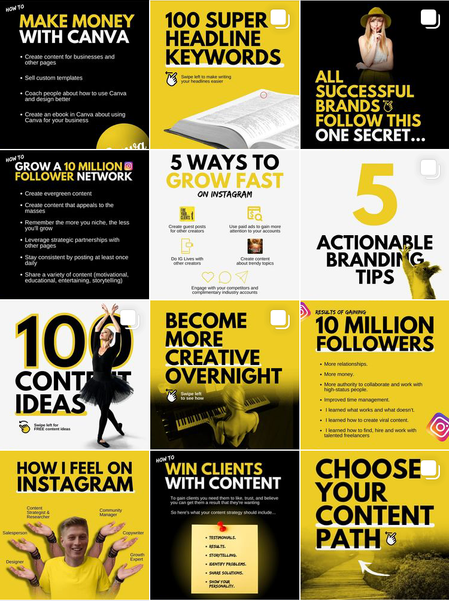 HOW TO
MAKE MONEY
WITH CANVA
Create content for businesses and
other pages
Sell custom templates
Coach people about how to use Canva
and design better
Create an ebook in Canva about using
Canva for your business
100 SUPER
HEADLINE
KEYWORDS
Swipe left to make writing
your headlines easier
ALL
SUCCESSFUL
BRANDS
FOLLOW THIS
ONE SECRET...
HOW TO
GROW A 10 MILLION
FOLLOWER NETWORK
Create evergreen content
Create content that appeals to the
masses
Remember the more you niche, the less
you'll grow
Leverage strategic partnerships with
other pages
Stay consistent by posting at least once
daily
Share a variety of content (motivational,
educational, entertaining, storytelling)
5 WAYS TO
GROW FAST
ON INSTAGRAM
Create guest posts
for other creators
Use paid ads to gain more
attention to your accounts
Do IG Lives with
other creators
Create content
about trendy topics
Engage with your competitors and
complimentary industry accounts
5
ACTIONABLE
BRANDING
TIPS
100
CONTENT
IDEAS
Swipe left for
FREE content ideas
BECOME
MORE
CREATIVE
OVERNIGHT
Swipe left
to see how
RESULTS OF GAINING
10 MILLION
FOLLOWERS
More relationships.
More money.
More authority to collaborate and work with
high-status people.
Improved time management.
I learned what works and what doesn't.
I learned how to create viral content.
I learned how to find, hire and work with
talented freelancers
HOW I FEEL ON
INSTAGRAM
Content
Strategist &
Researcher
Community
Manager
Salesperson
Copywriter
Designer
Growth
Expert
HOW TO
WIN CLIENTS
WITH CONTENT
To gain clients you need them to like, trust, and believe
you can get them a result they're wanting
So here's what your content strategy should include...
TESTIMONIALS.
RESULTS.
STORYTELLING.
IDENTIFY PROBLEMS.
SHARE SOLUTIONS.
SHOW YOUR
PERSONALITY.
CHOOSE
YOUR
CONTENT
PATH